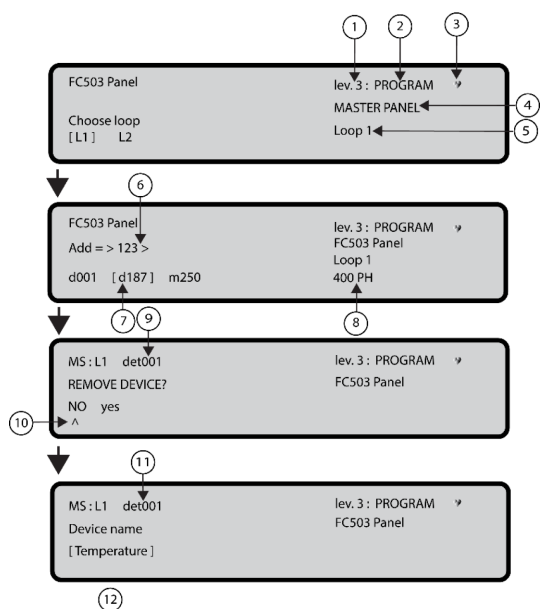 1 2 3
FC503 Panel lev. 3 : PROGRAM
MASTER PANEL 4
Choose loop
[ L1 ] L2 Loop 1 5
6
FC503 Panel lev. 3 : PROGRAM
Add = > 123 > FC503 Panel
Loop 1
d001 [ d187 ] m250 400 PH
7 9 8
MS : L1 det001 lev. 3 : PROGRAM
REMOVE DEVICE? FC503 Panel
NO yes
10 ^
11
MS : L1 det001 lev. 3 : PROGRAM
Device name FC503 Panel
[ Temperature ]
12